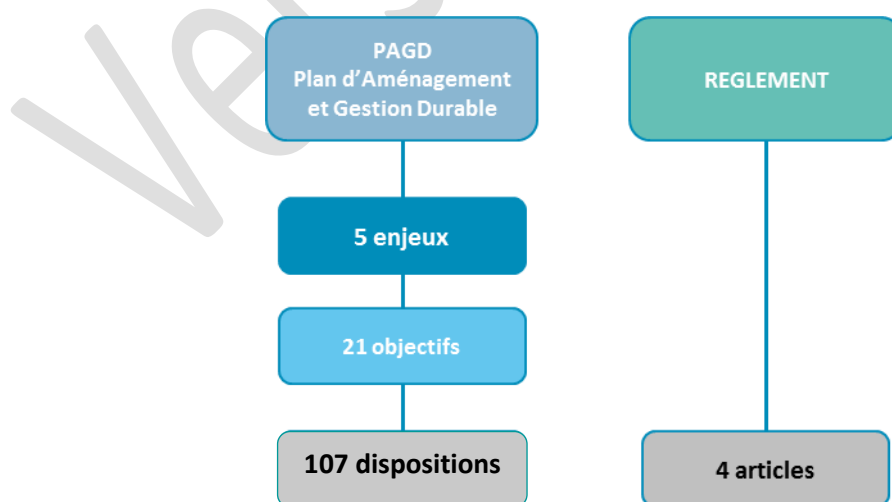 PAGD
Plan d'Aménagement
et Gestion Durable
REGLEMENT
5 enjeux
21 objectifs
107 dispositions
4 articles